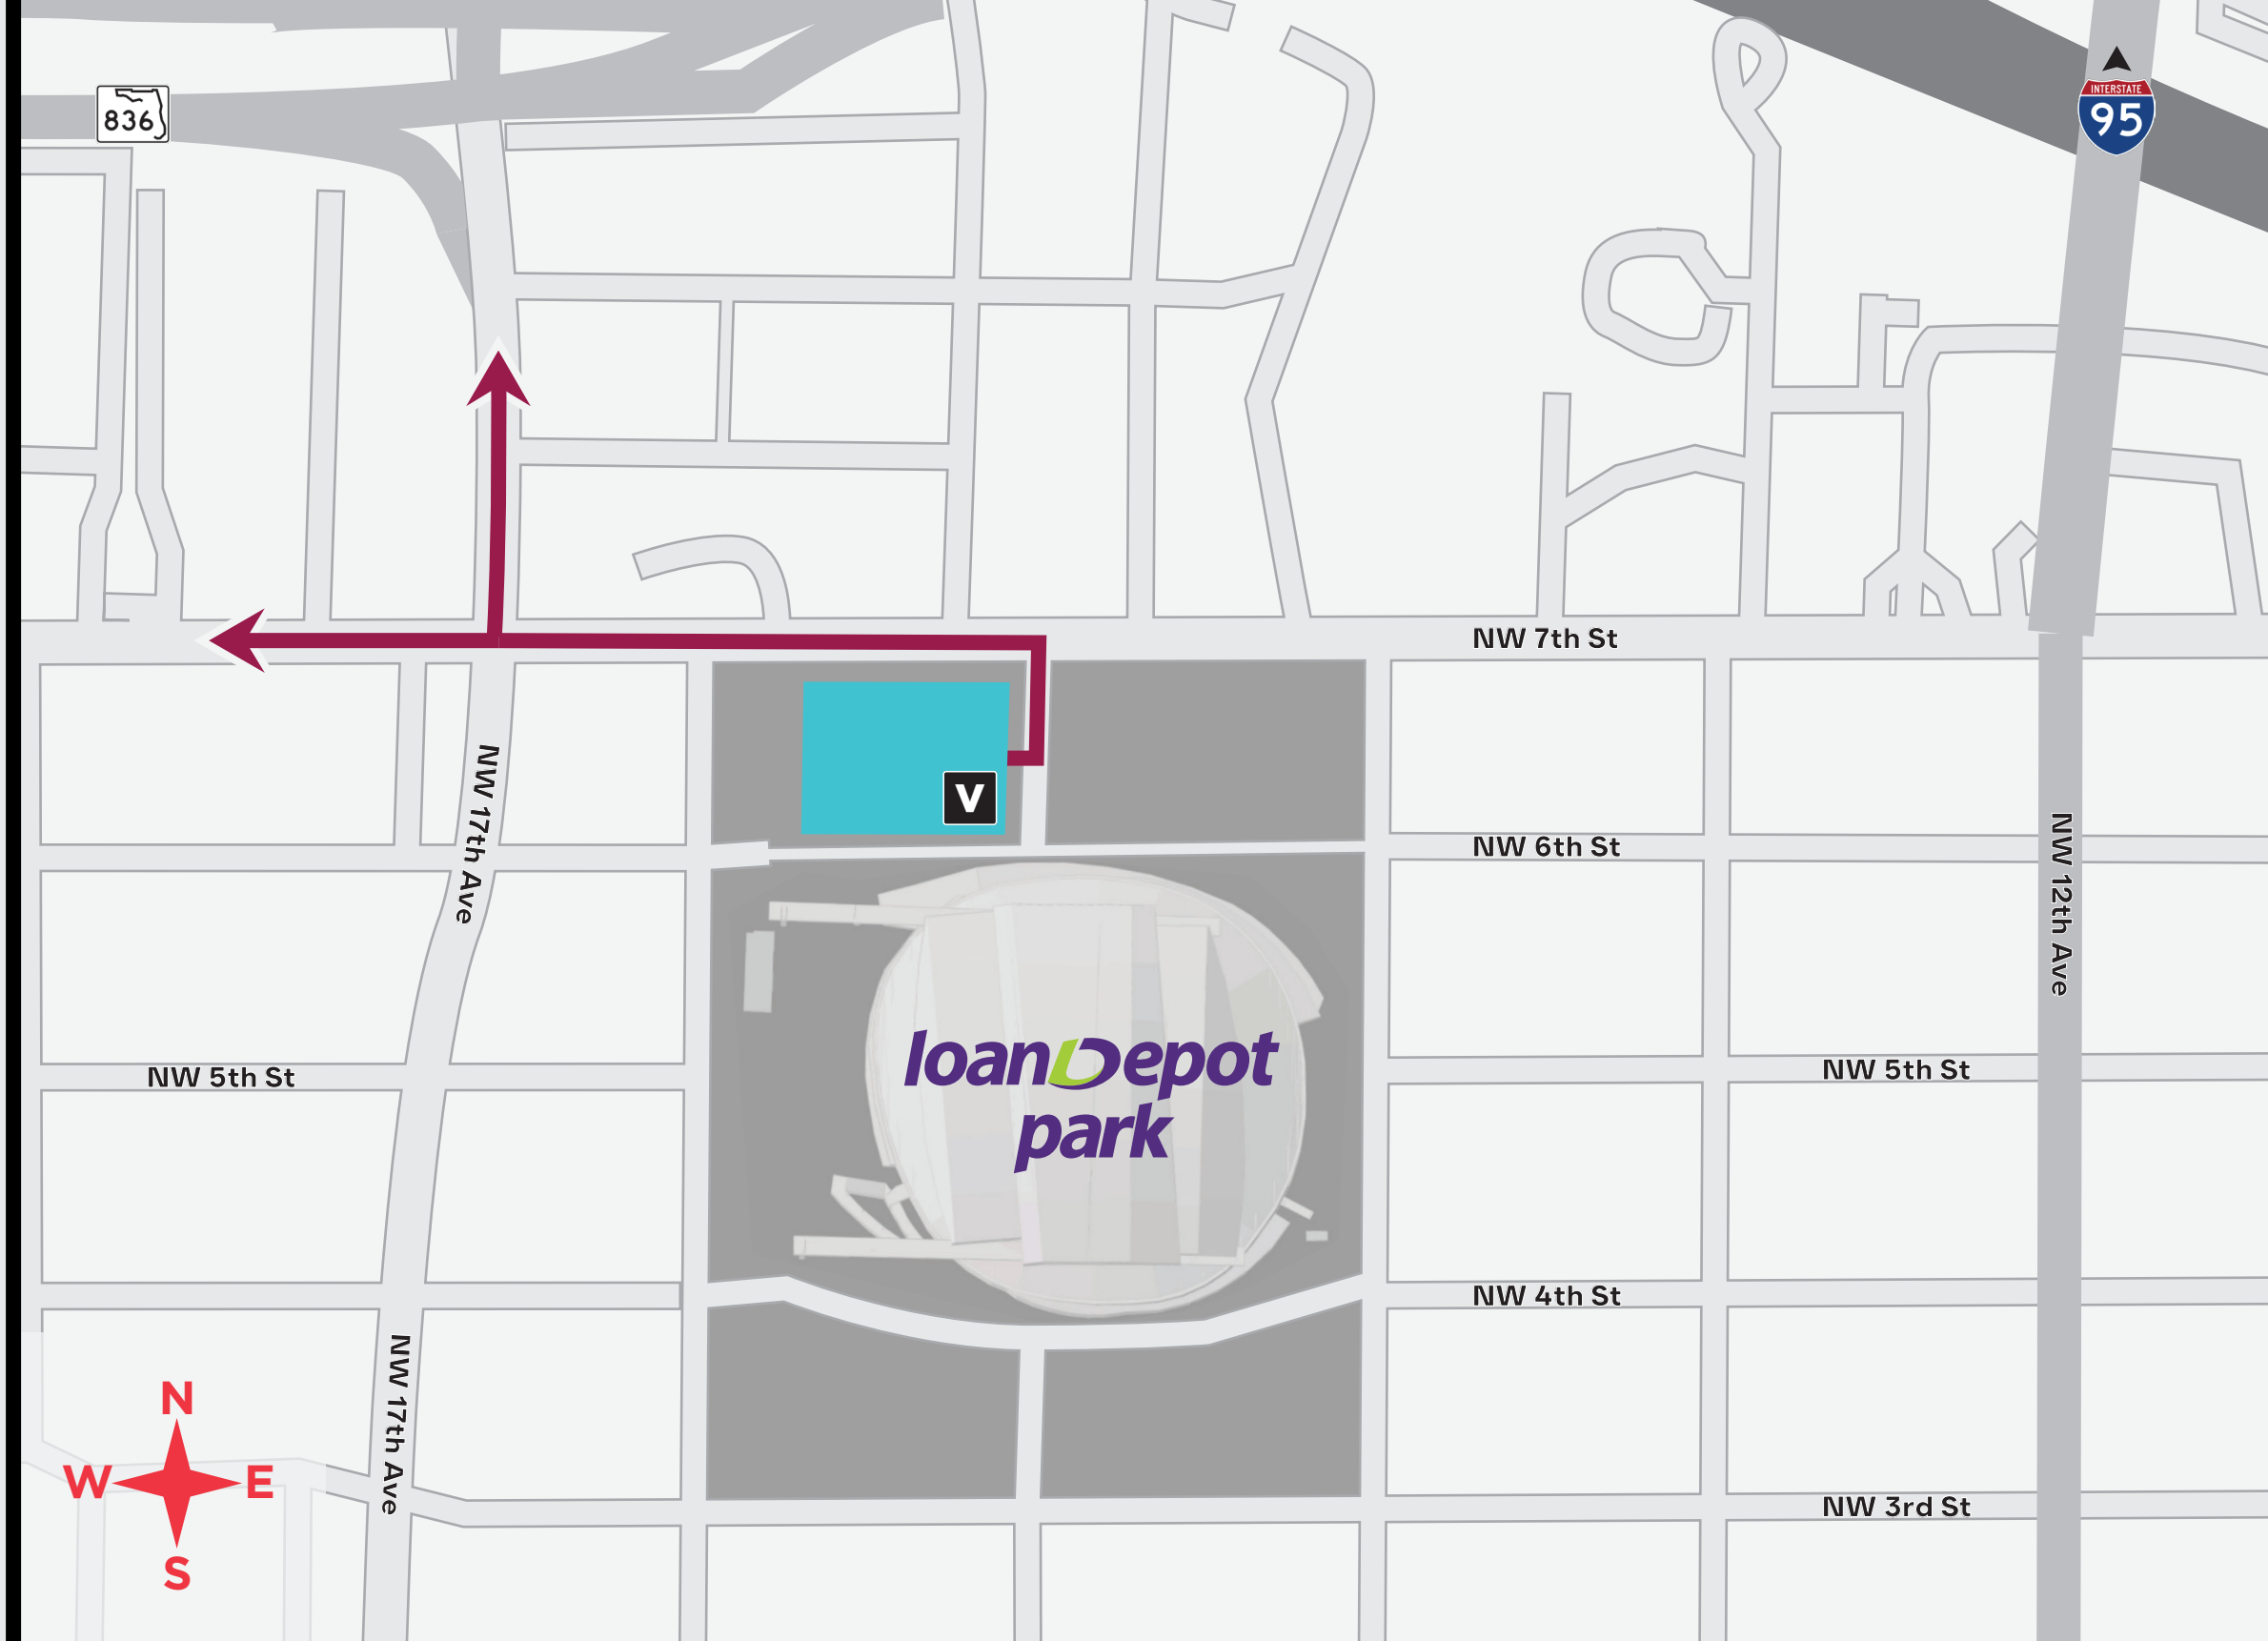 INTERSTATE
95
836
NW 7th St
NW 17th Ave
V
NW 6th St
NW 12th Ave
loanDepot
park
NW 5th St
NW 5th St
NW 4th St
NW 17th Ave
N
W
E
S
NW 3rd St